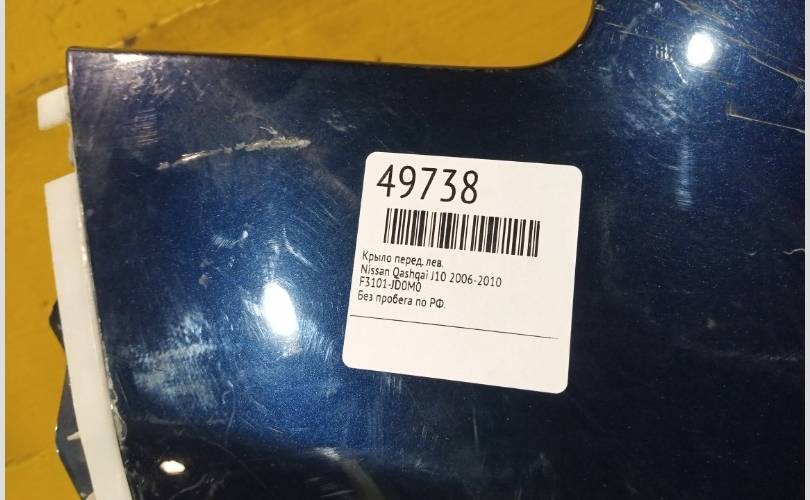 49738
Крыло перед. лев.
Nissan Qashqai J10 2006-2010
F3101-JD0M0
Без пробега по РФ.